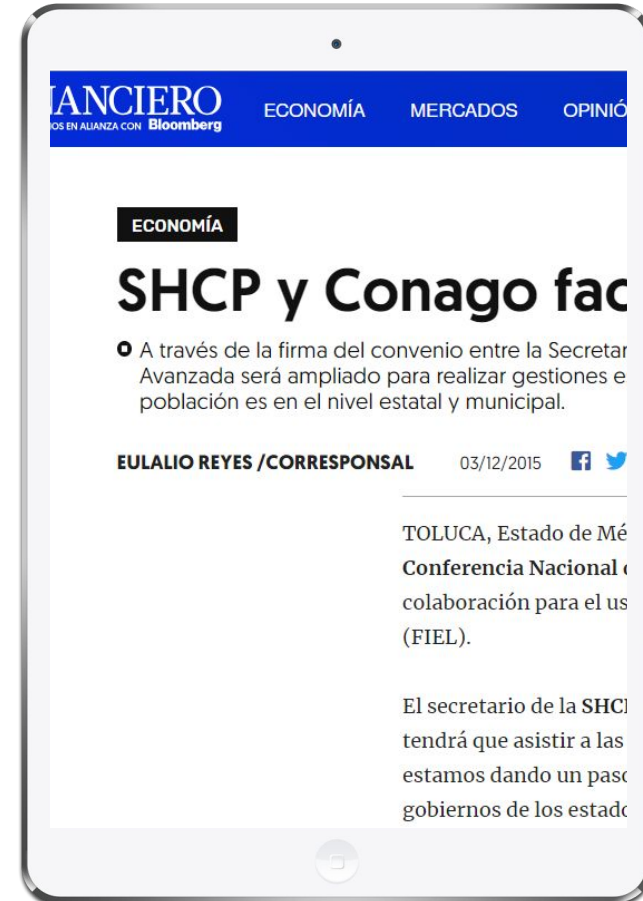 ANCIERO
OS EN ALIANZA CON Bloomberg
ECONOMÍA MERCADOS OPINIÓ
ECONOMÍA
SHCP y Conago fac
A través de la firma del convenio entre la Secretar
Avanzada será ampliado para realizar gestiones e
población es en el nivel estatal y municipal.
EULALIO REYES /CORRESPONSAL 03/12/2015
TOLUCA, Estado de Mé
Conferencia Nacional d
colaboración para el us
(FIEL).
El secretario de la SHCP
tendrá que asistir a las
estamos dando un paso
gobiernos de los estado